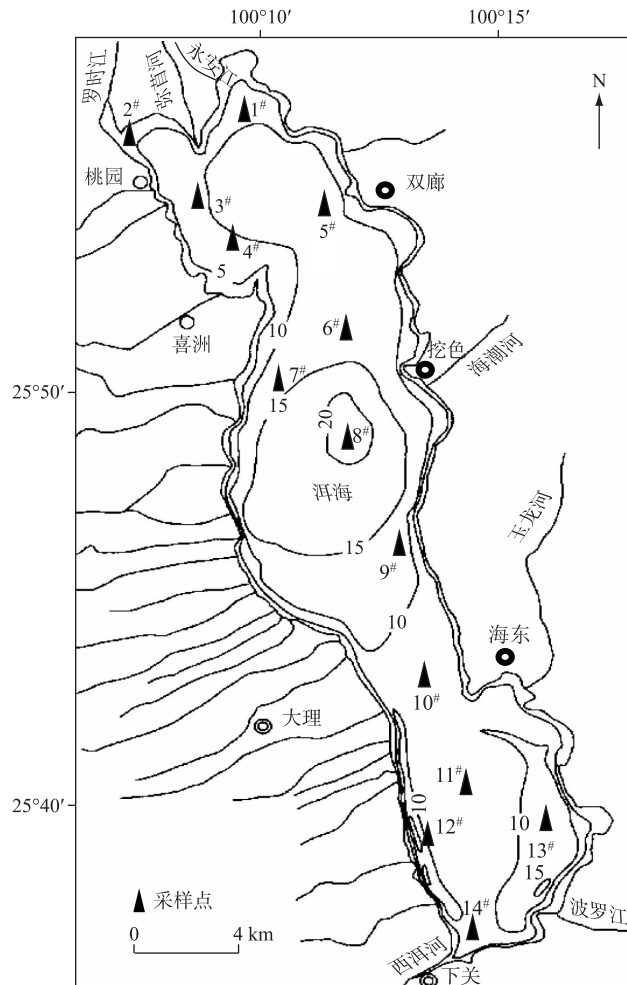 100°10′
100°15′
罗时江
弥苴河
永安江
N
2#
1#
桃园
双廊
3#
5#
4#
5
10
6#
喜洲
挖色
海潮河
7#
25°50′
15
20
8#
洱海
玉龙河
15
9#
10
海东
10#
大理
11#
25°40′
10
12#
10
13#
15
采样点
14#
波罗江
0
4 km
西洱河
下关